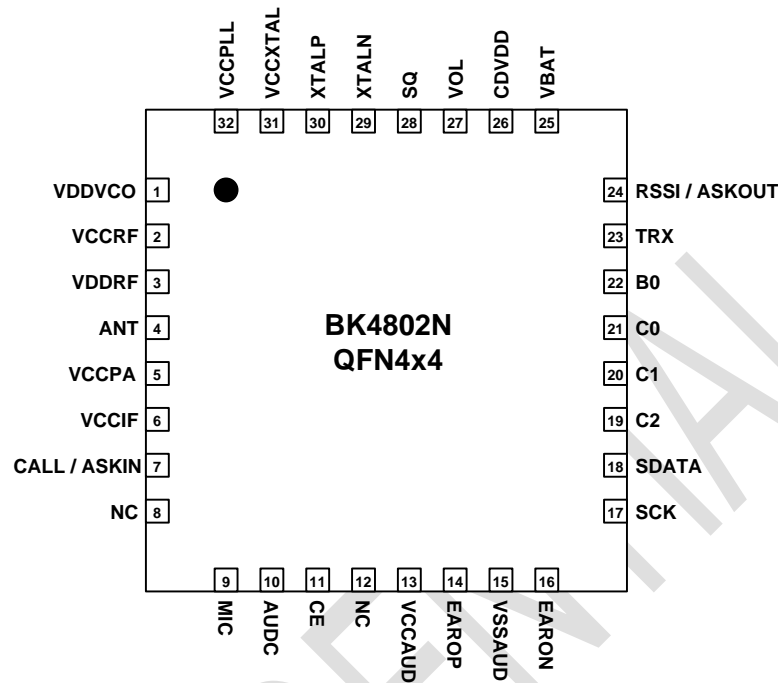 VCCPLL
VCCXTAL
XTALP
XTALN
SQ
VOL
CDVDD
VBAT
32
31
30
29
28
27
26
25
VDDVCO 1
24 RSSI / ASKOUT
VCCRF 2
23 TRX
VDDRF 3
22 B0
ANT 4
BK4802N
21 C0
QFN4x4
VCCPA 5
20 C1
VCCIF 6
19 C2
CALL / ASKIN 7
18 SDATA
NC 8
17 SCK
9
10
11
12
13
14
15
16
MIC
AUDC
CE
NC
VCCAUD
EAROP
VSSAUD
EARON